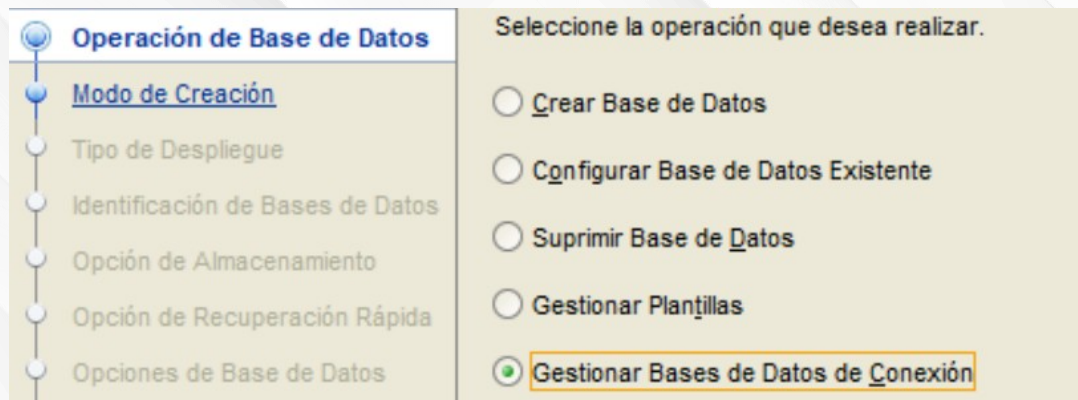 Operación de Base de Datos
Modo de Creación
Tipo de Despliegue
Identificación de Bases de Datos
Opción de Almacenamiento
Opción de Recuperación Rápida
Opciones de Base de Datos
Seleccione la operación que desea realizar.
Crear Base de Datos
Configurar Base de Datos Existente
Suprimir Base de Datos
Gestionar Plantillas
Gestionar Bases de Datos de Conexión